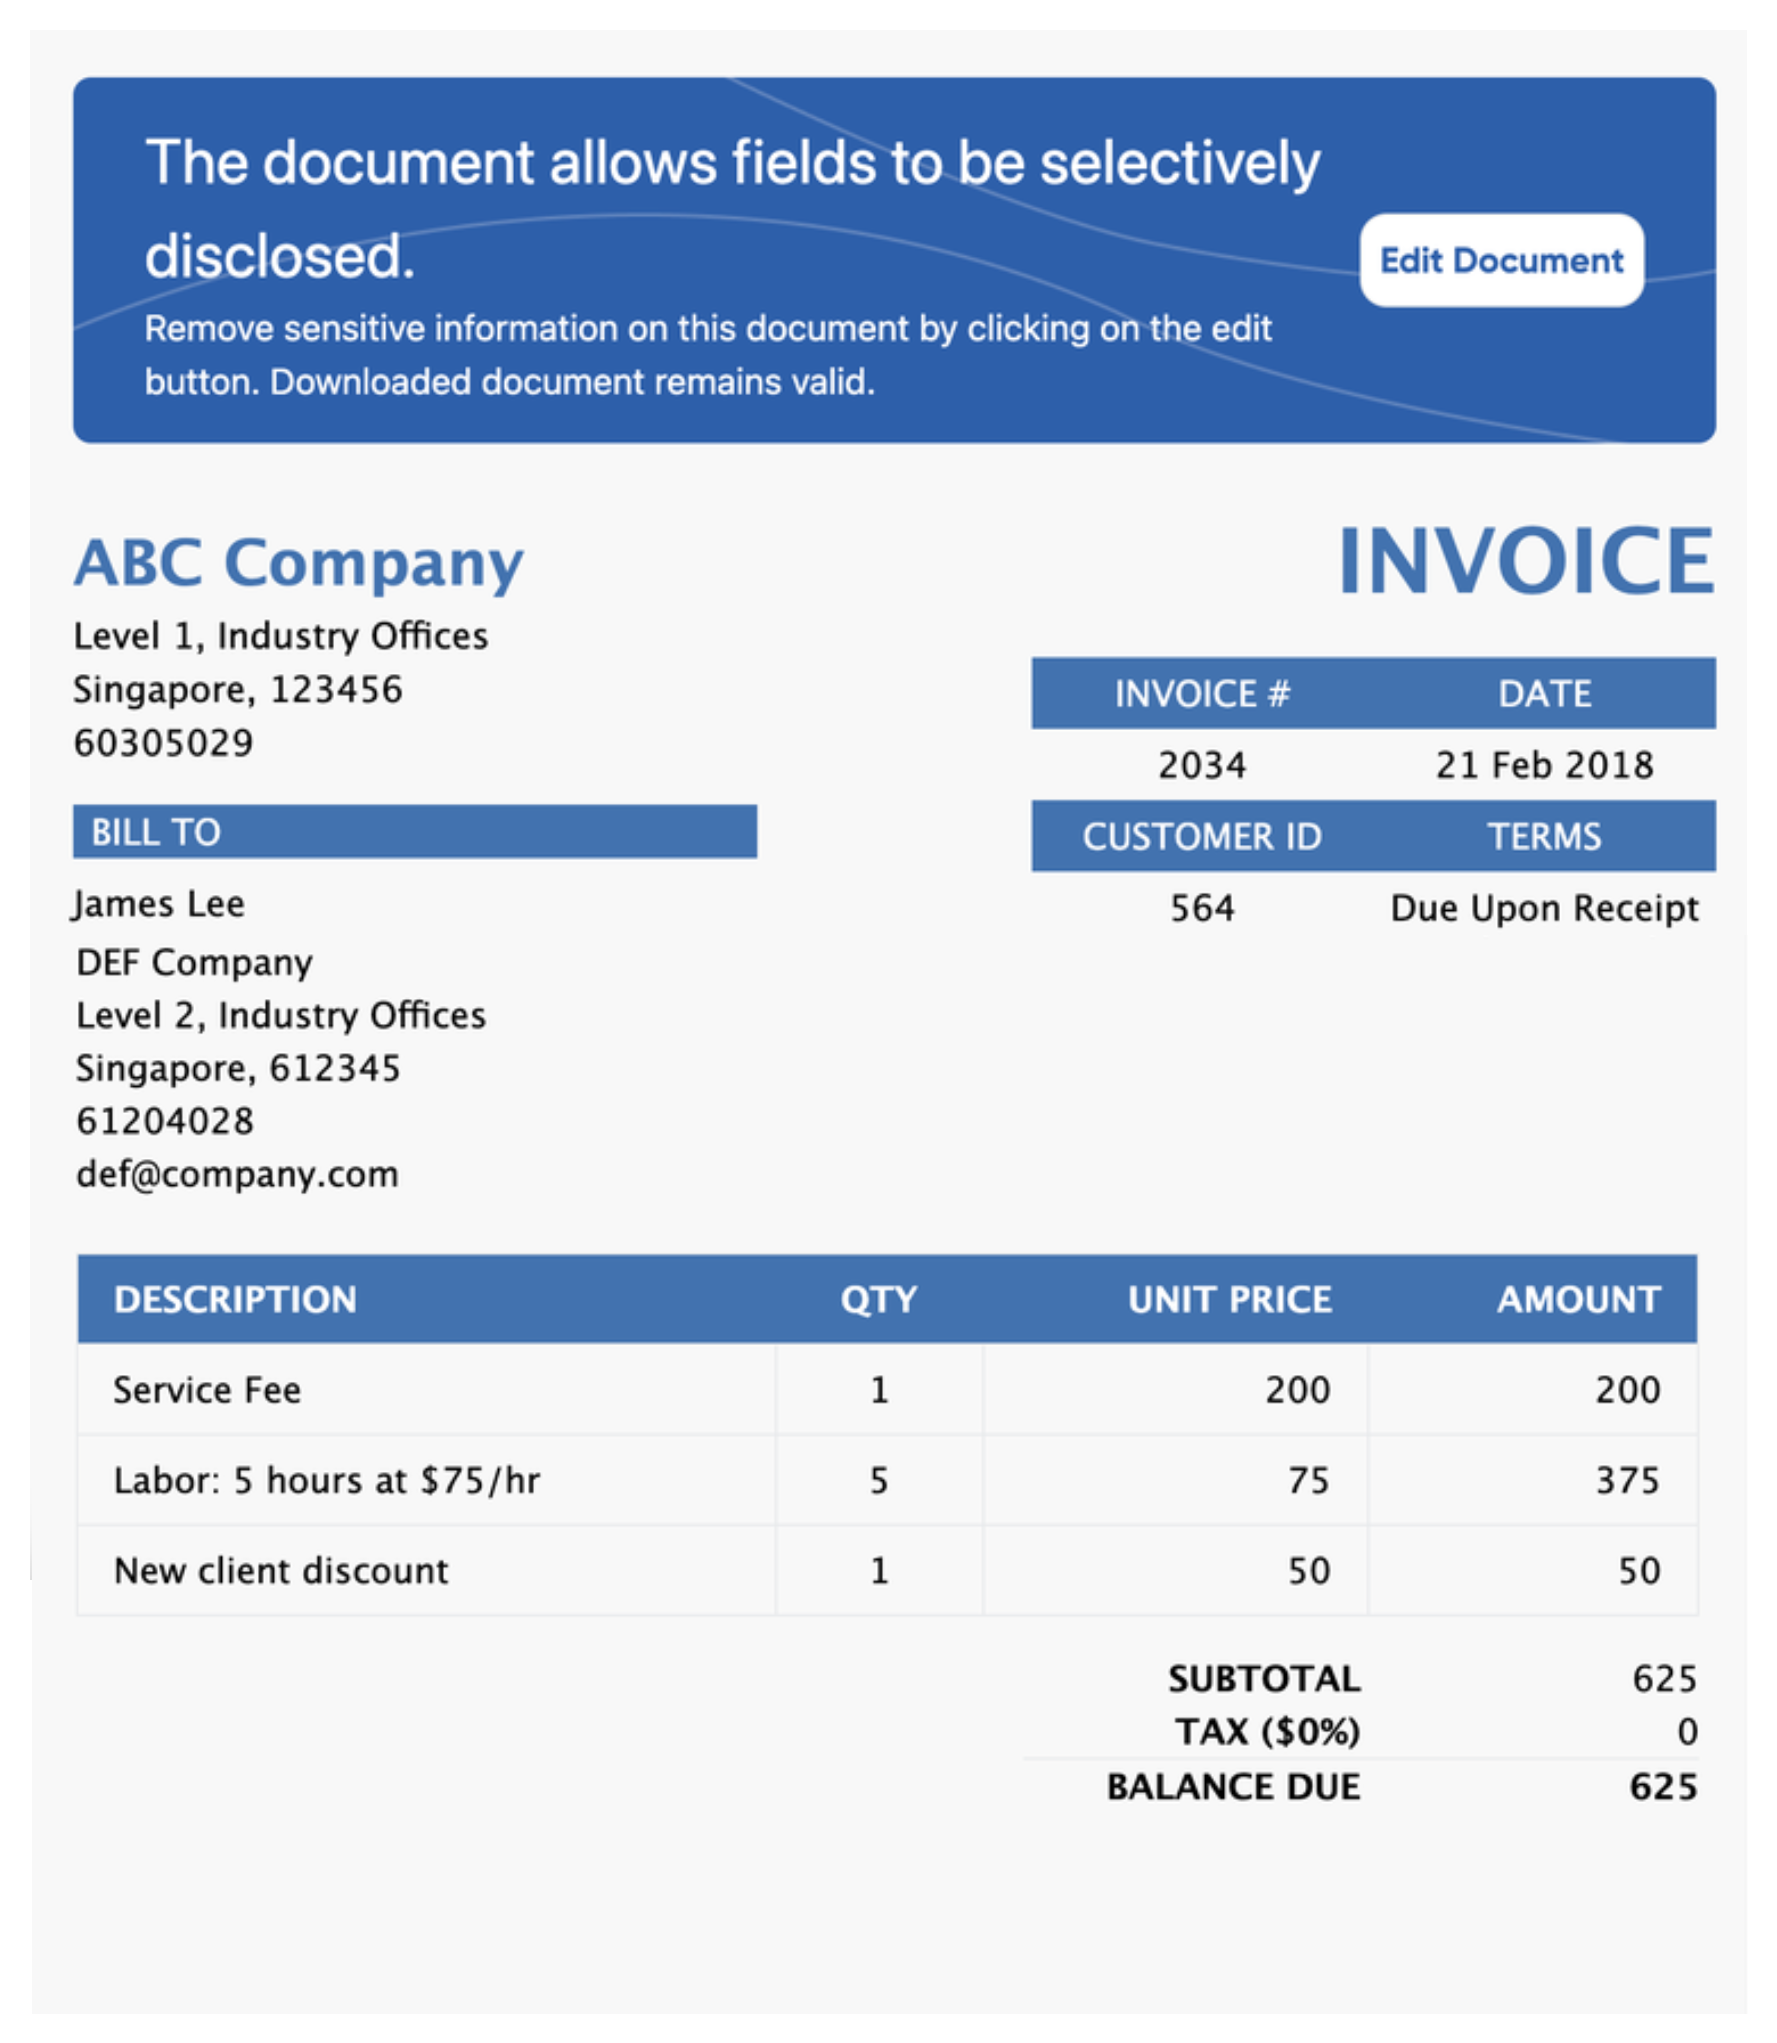 The document allows fields to be selectively
disclosed.
Remove sensitive information on this document by clicking on the edit
button. Downloaded document remains valid.
Edit Document
ABC Company
Level 1, Industry Offices
Singapore, 123456
60305029
INVOICE
INVOICE # DATE
2034 21 Feb 2018
CUSTOMER ID TERMS
564 Due Upon Receipt
BILL TO
James Lee
DEF Company
Level 2, Industry Offices
Singapore, 612345
61204028
def@company.com
DESCRIPTION QTY UNIT PRICE AMOUNT
Service Fee 1 200 200
Labor: 5 hours at $75/hr 5 75 375
New client discount 1 50 50
SUBTOTAL 625
TAX ($0%) 0
BALANCE DUE 625